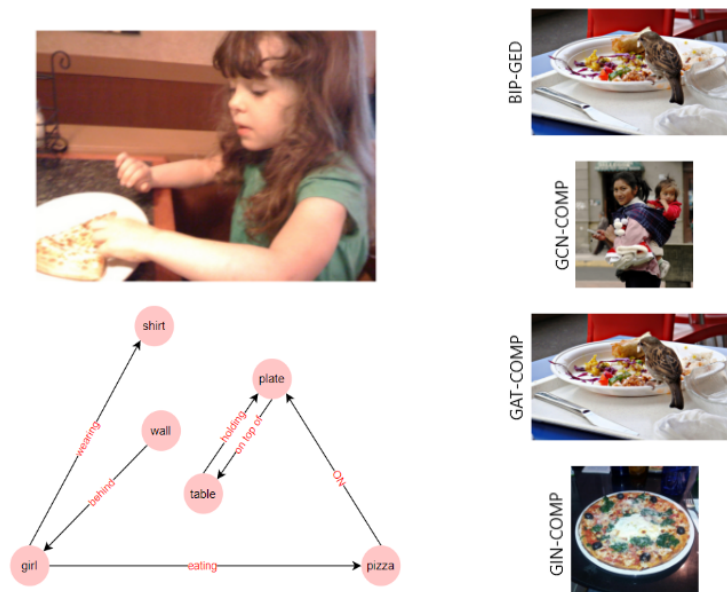 BIP-GED
GCN-COMP
GAT-COMP
GIN-COMP
shirt
wearing
plate
holding
on top of
wall
behind
table
ON
girl
eating
pizza